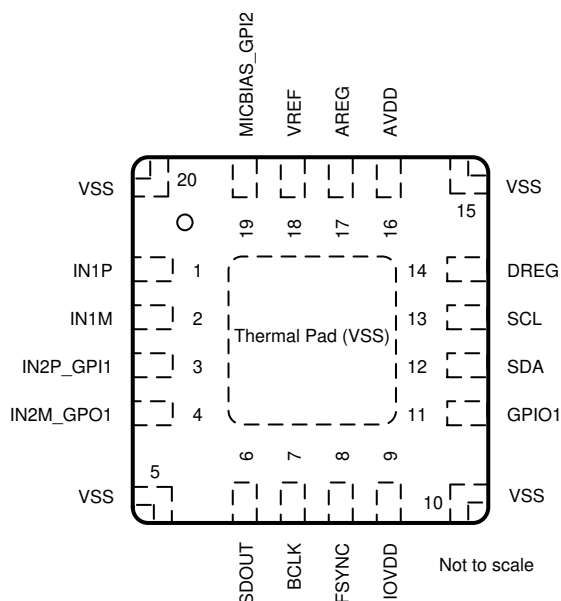 MICBIAS_GPI2
VREF
AREG
AVDD
VSS
20
19
18
17
16
15
VSS
IN1P
1
14
DREG
IN1M
2
13
SCL
Thermal Pad (VSS)
IN2P_GPI1
3
12
SDA
IN2M_GPO1
4
11
GPIO1
VSS
5
6
7
8
9
10
VSS
SDOUT
BCLK
FSYNC
IOVDD
Not to scale